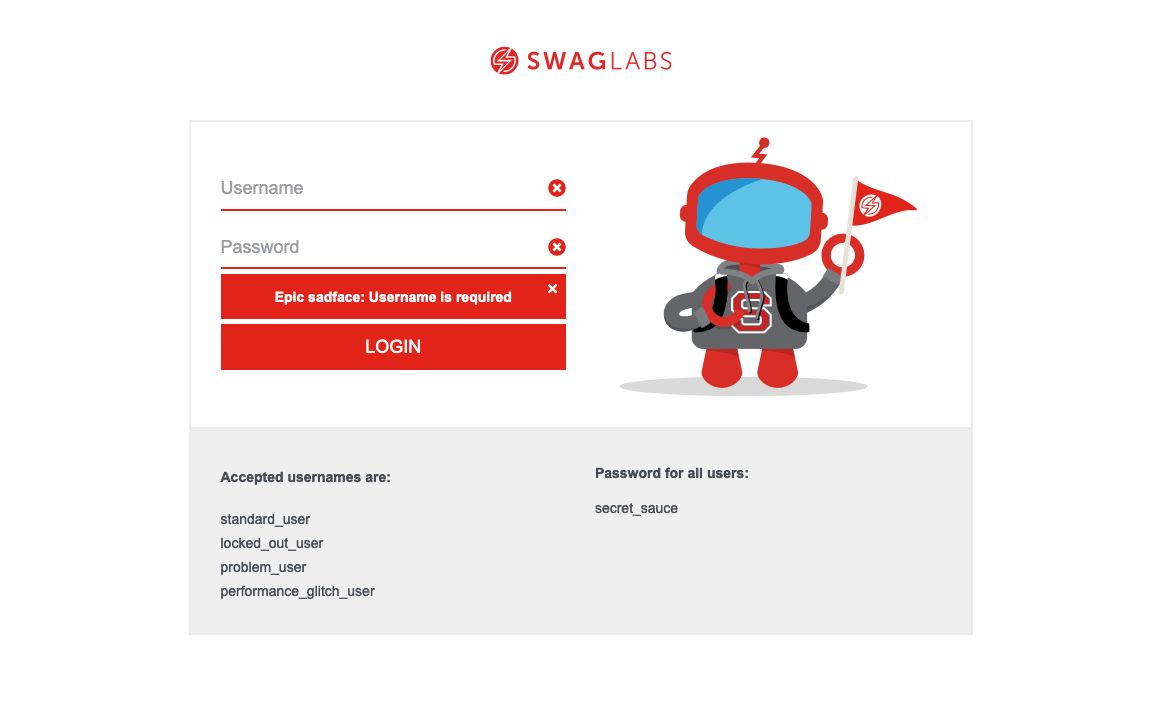 SWAGLABS
Username
Password
Epic sadface: Username is required
LOGIN
S
Accepted usernames are:
standard_user
locked_out_user
problem_user
performance_glitch_user
Password for all users:
secret_sauce